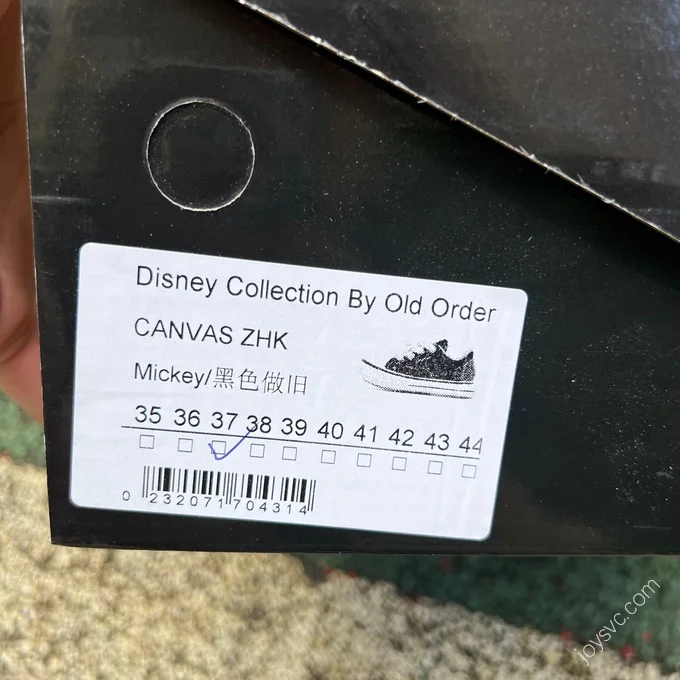 Disney Collection By Old Order
CANVAS ZHK
Mickey/黑色做旧
35 36 37 38 39 40 41 42 43 44
0 232071 704314
joysvc.com